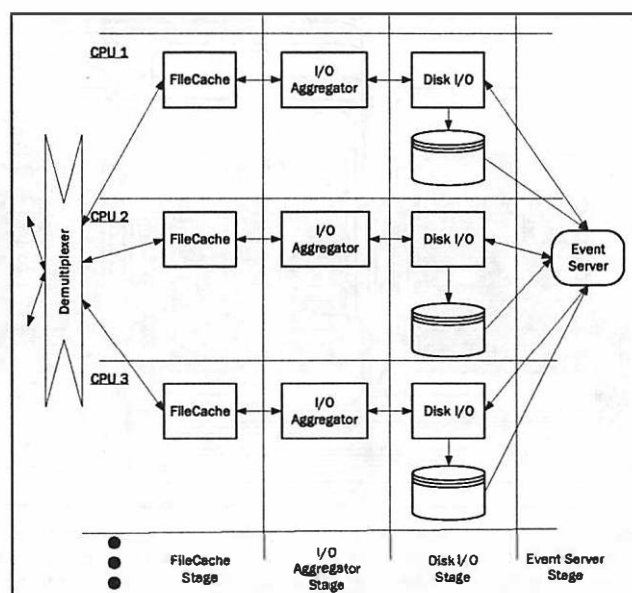 CPU 1
FileCache
I/O
Aggregator
Disk I/O
Demultiplexer
CPU 2
FileCache
I/O
Aggregator
Disk I/O
Event
Server
CPU 3
FileCache
I/O
Aggregator
Disk I/O
FileCache
Stage
I/O
Aggregator
Stage
Disk I/O
Stage
Event Server
Stage